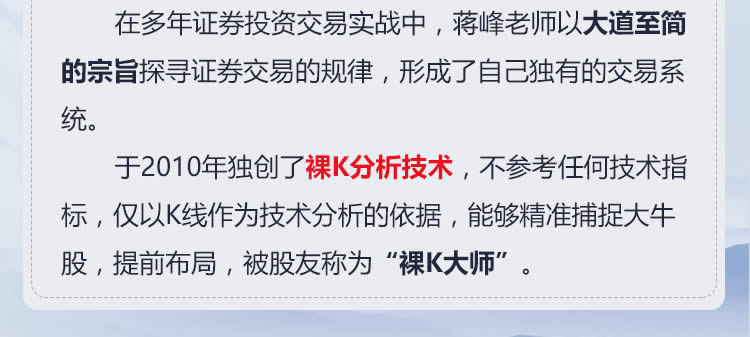 在多年证券投资交易实战中，蒋峰老师以大道至简
的宗旨探寻证券交易的规律，形成了自己独有的交易系
统。
于2010年独创了裸K分析技术，不参考任何技术指
标，仅以K线作为技术分析的依据，能够精准捕捉大牛
股，提前布局，被股友称为“裸K大师”。